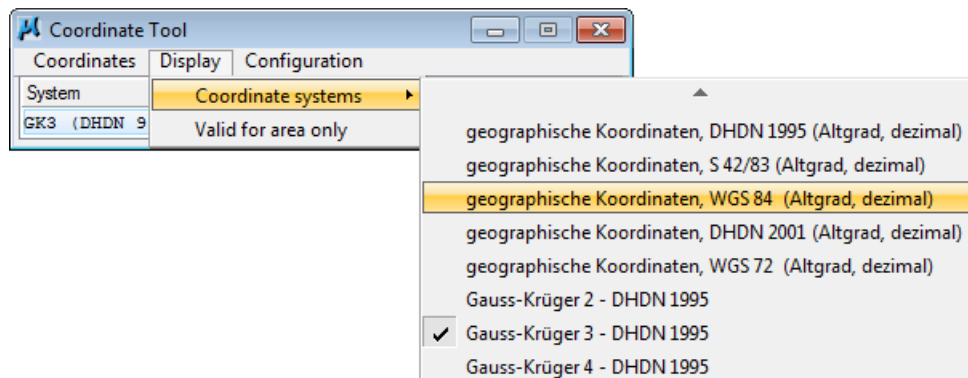 Coordinate Tool
Coordinates Display Configuration
System
Coordinate systems
GK3 (DHDN 9
Valid for area only
geographische Koordinaten, DHDN 1995 (Altgrad, dezimal)
geographische Koordinaten, S 42/83 (Altgrad, dezimal)
geographische Koordinaten, WGS 84 (Altgrad, dezimal)
geographische Koordinaten, DHDN 2001 (Altgrad, dezimal)
geographische Koordinaten, WGS 72 (Altgrad, dezimal)
Gauss-Krüger 2 - DHDN 1995
Gauss-Krüger 3 - DHDN 1995
Gauss-Krüger 4 - DHDN 1995